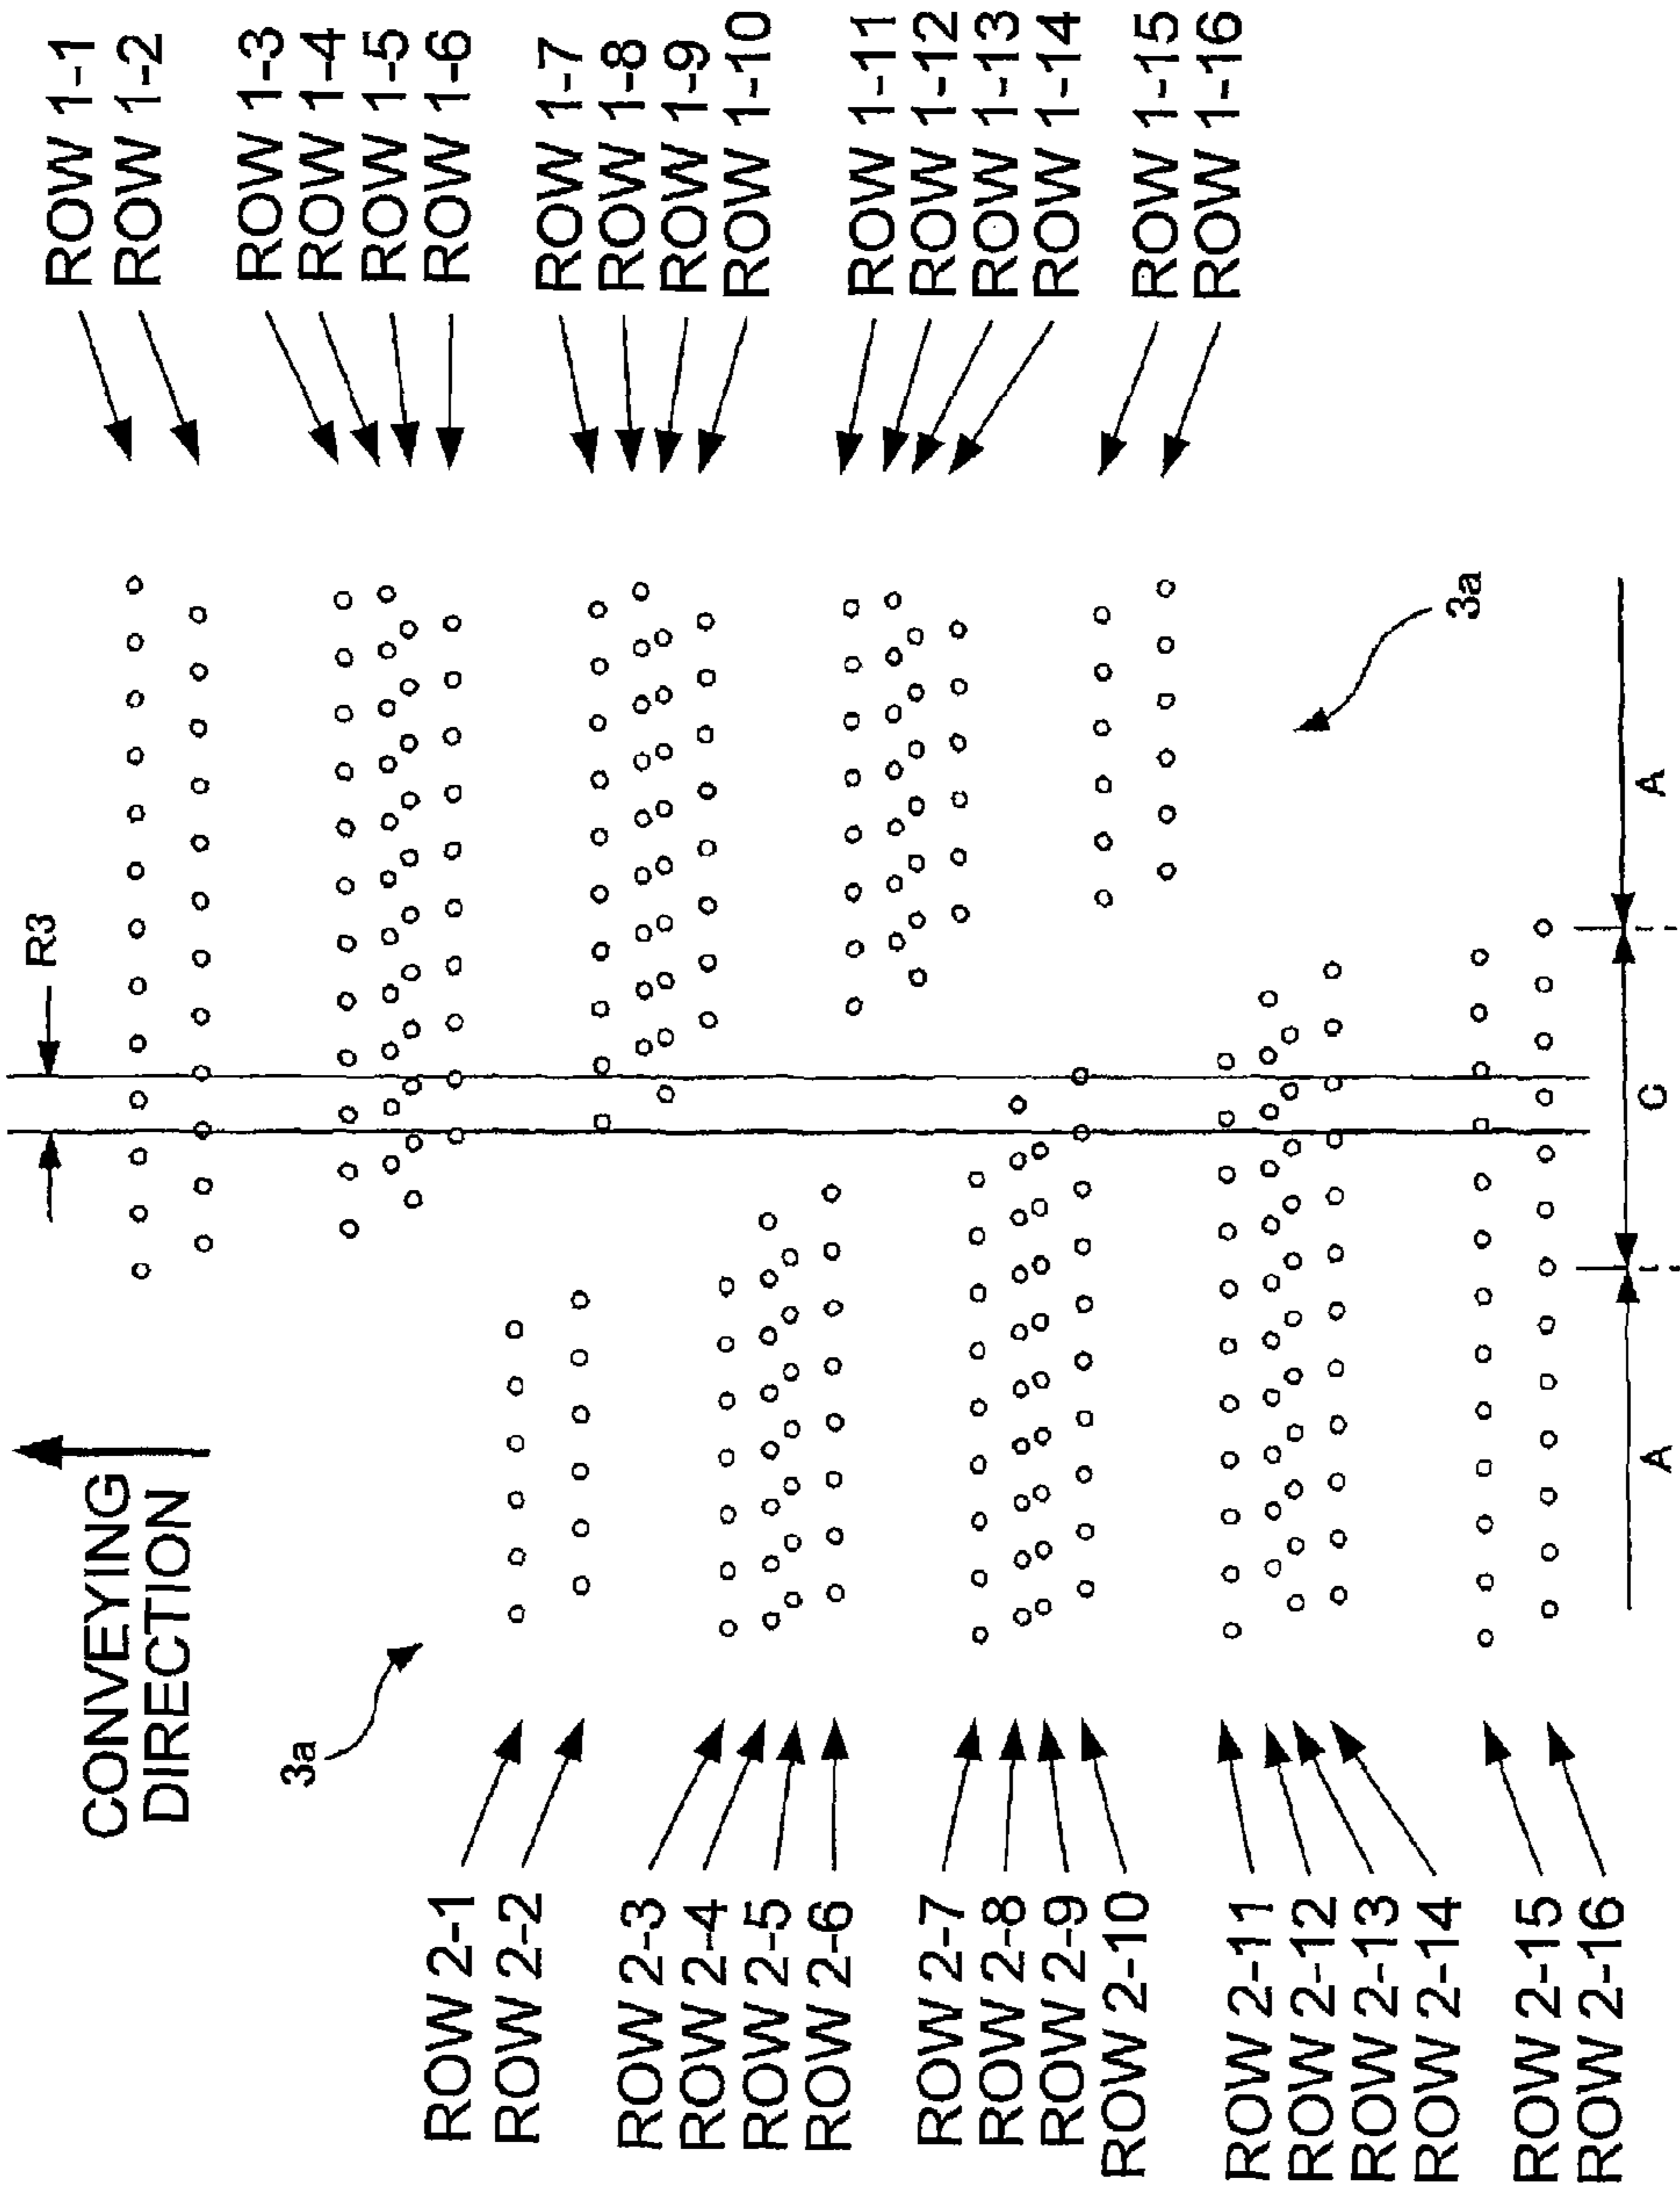 CONVEYING
DIRECTION
R3
ROW 1-1
ROW 1-2
ROW 1-3
ROW 1-4
ROW 1-5
ROW 1-6
ROW 1-7
ROW 1-8
ROW 1-9
ROW 1-10
ROW 1-11
ROW 1-12
ROW 1-13
ROW 1-14
ROW 1-15
ROW 1-16
3a
3a
ROW 2-1
ROW 2-2
ROW 2-3
ROW 2-4
ROW 2-5
ROW 2-6
ROW 2-7
ROW 2-8
ROW 2-9
ROW 2-10
ROW 2-11
ROW 2-12
ROW 2-13
ROW 2-14
ROW 2-15
ROW 2-16
A
C
A